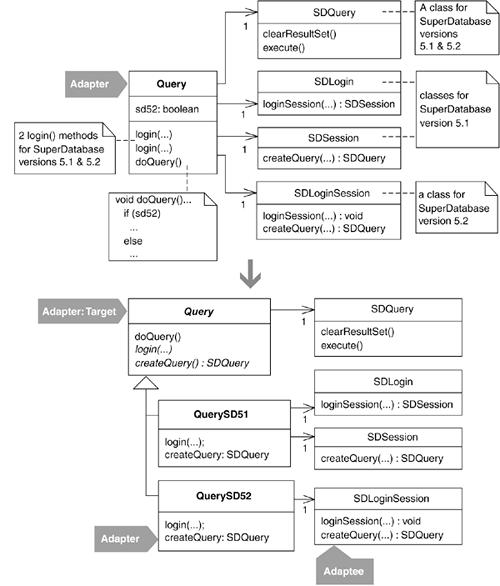 SDQuery
clearResultSet()
execute()
1
A class for
SuperDatabase
versions
5.1 & 5.2
Adapter
Query
sd52: boolean
login(...)
login(...)
doQuery()
2 login() methods
for SuperDatabase
versions 5.1 & 5.2
void doQuery()...
if (sd52)
...
else
...
SDLogin
loginSession(...) : SDSession
1
classes for
SuperDatabase
version 5.1
SDSession
createQuery(...) : SDQuery
1
SDLoginSession
loginSession(...) : void
createQuery(...) : SDQuery
1
a class for
SuperDatabase
version 5.2
Adapter: Target
Query
doQuery()
login(...)
createQuery() : SDQuery
1
SDQuery
clearResultSet()
execute()
SDLogin
loginSession(...) : SDSession
QuerySD51
login(...);
createQuery: SDQuery
1
1
SDSession
createQuery(...) : SDQuery
QuerySD52
login(...);
createQuery: SDQuery
1
SDLoginSession
loginSession(...) : void
createQuery(...) : SDQuery
Adapter
Adaptee